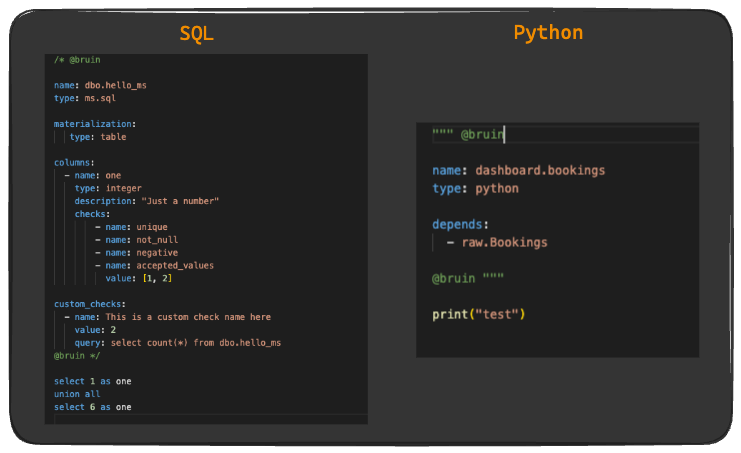 SQL
/* @bruin
name: dbo.hello_ms
type: ms.sql
materialization:
type: table
columns:
- name: one
type: integer
description: "Just a number"
checks:
- name: unique
- name: not_null
- name: negative
- name: accepted_values
value: [1, 2]
custom_checks:
- name: This is a custom check name here
value: 2
query: select count(*) from dbo.hello_ms
@bruin */
select 1 as one
union all
select 6 as one
Python
""" @bruin
name: dashboard.bookings
type: python
depends:
- raw.Bookings
@bruin """
print("test")